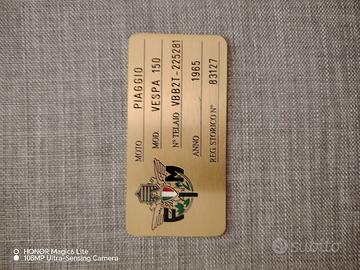 MOTO PIAGGIO
MOD. VESPA 150
N° TELAIO VBB2T-225281
ANNO 1965
REG. STORICO N° 83127
FMI
HONOR Magic6 Lite
108MP Ultra-Sensing Camera
subito